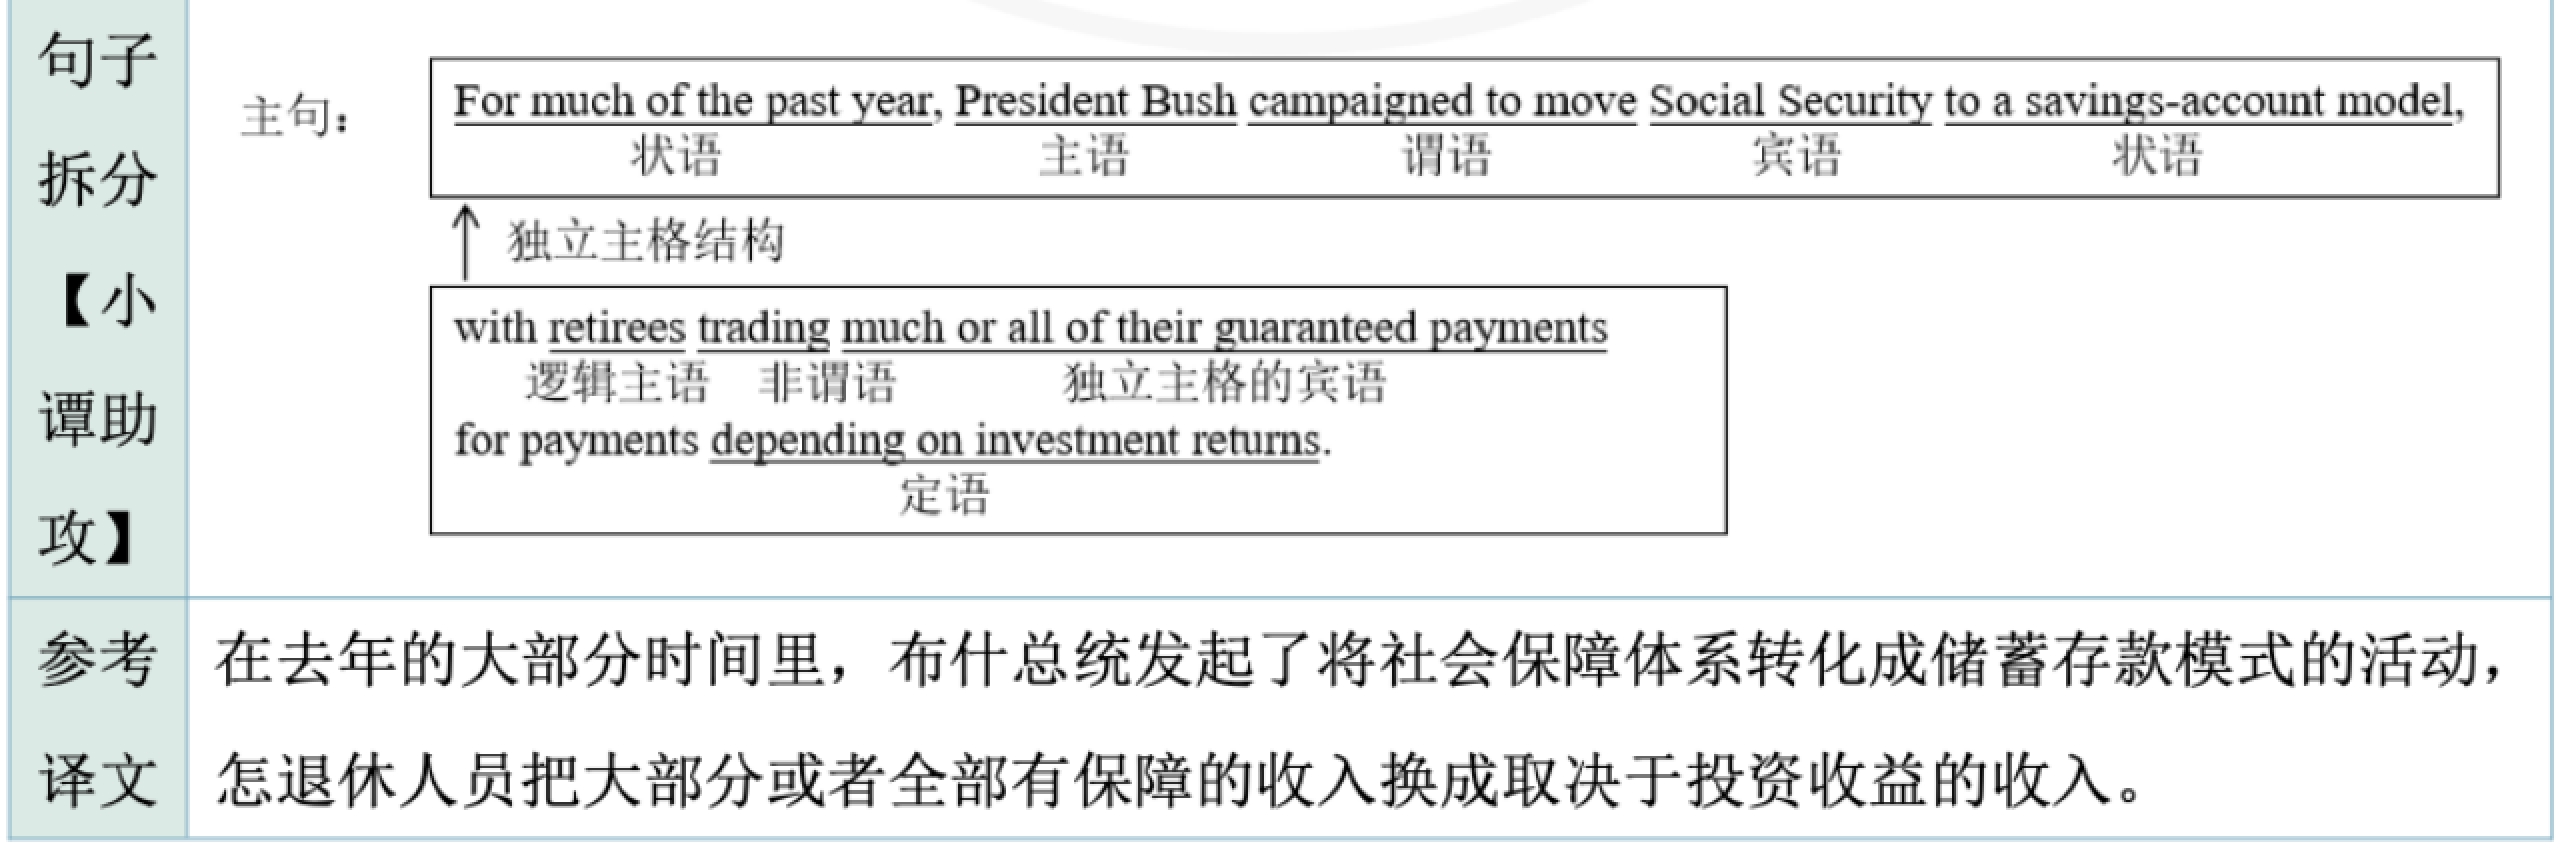 句子
拆分
【小
谭助
攻】
主句：
For much of the past year, President Bush campaigned to move Social Security to a savings-account model,
状语 主语 谓语 宾语 状语
独立主格结构
with retirees trading much or all of their guaranteed payments
逻辑主语 非谓语 独立主格的宾语
for payments depending on investment returns.
定语
参考
译文
在去年的大部分时间里，布什总统发起了将社会保障体系转化成储蓄存款模式的活动，
怎退休人员把大部分或者全部有保障的收入换成取决于投资收益的收入。